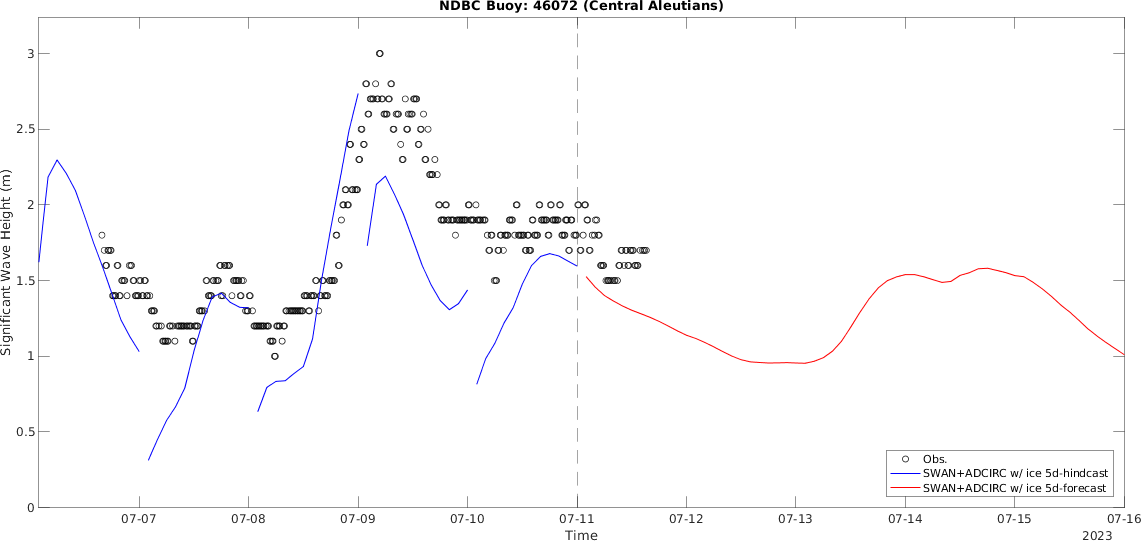 NDBC Buoy: 46072 (Central Aleutians)
Significant Wave Height (m)
3
2.5
2
1.5
1
0.5
0
Obs.
SWAN+ADCIRC w/ ice 5d-hindcast
SWAN+ADCIRC w/ ice 5d-forecast
07-07 07-08 07-09 07-10 07-11 07-12 07-13 07-14 07-15 07-16
Time
2023